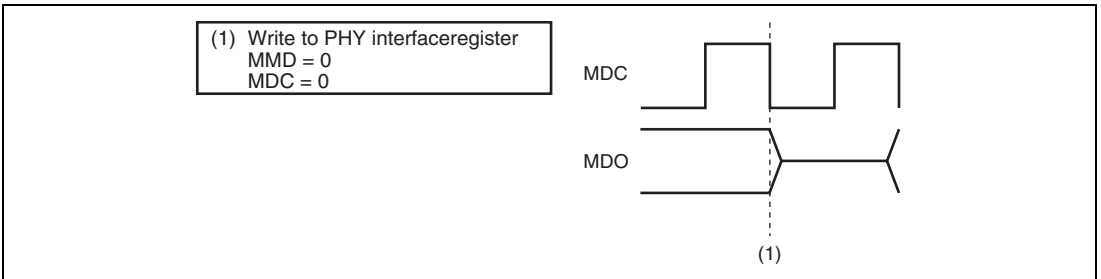 (1) Write to PHY interfaceregister
MMD = 0
MDC = 0
MDC
MDO
(1)